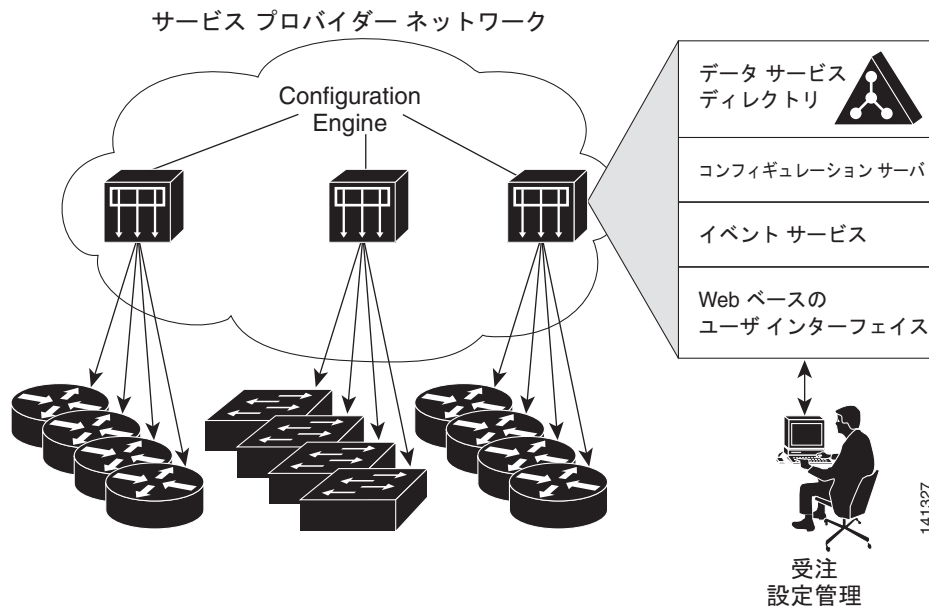 サービス プロバイダー ネットワーク
Configuration
Engine
データ サービス
ディレクトリ
コンフィギュレーション サーバ
イベント サービス
Web ベースの
ユーザ インターフェイス
141327
受注
設定管理